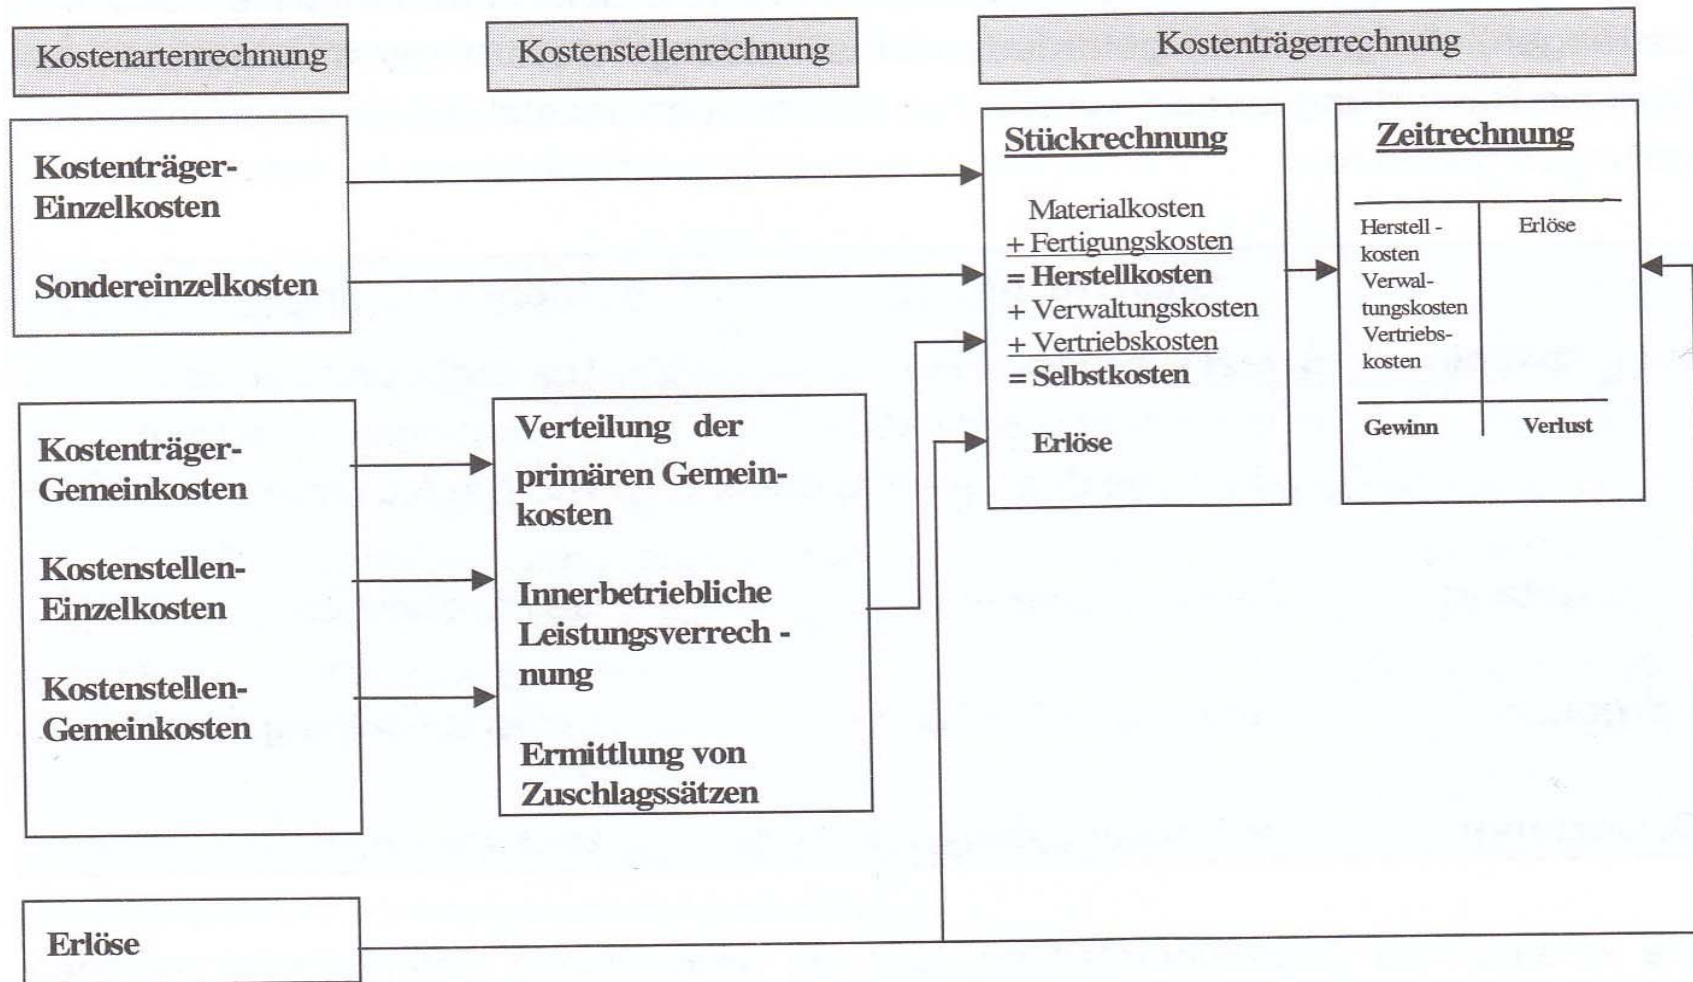 Kostenartenrechnung
Kostenstellenrechnung
Kostenträgerrechnung
Kostenträger-
Einzelkosten
Sondereinzelkosten
Kostenträger-
Gemeinkosten
Kostenstellen-
Einzelkosten
Kostenstellen-
Gemeinkosten
Erlöse
Verteilung der
primären Gemein-
kosten
Innerbetriebliche
Leistungsverrech -
nung
Ermittlung von
Zuschlagssätzen
Stückrechnung
Materialkosten
+ Fertigungskosten
= Herstellkosten
+ Verwaltungskosten
+ Vertriebskosten
= Selbstkosten
Erlöse
Zeitrechnung
Herstell -
kosten
Verwal-
tungskosten
Vertriebs-
kosten
Erlöse
Gewinn
Verlust